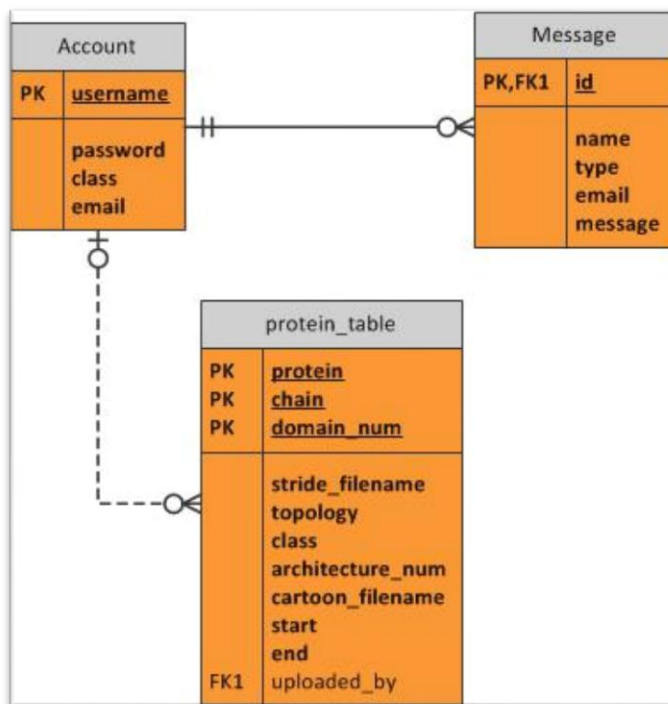 Account
PK username
password
class
email
Message
PK,FK1 id
name
type
email
message
protein_table
PK protein
PK chain
PK domain_num
stride_filename
topology
class
architecture_num
cartoon_filename
start
end
FK1 uploaded_by